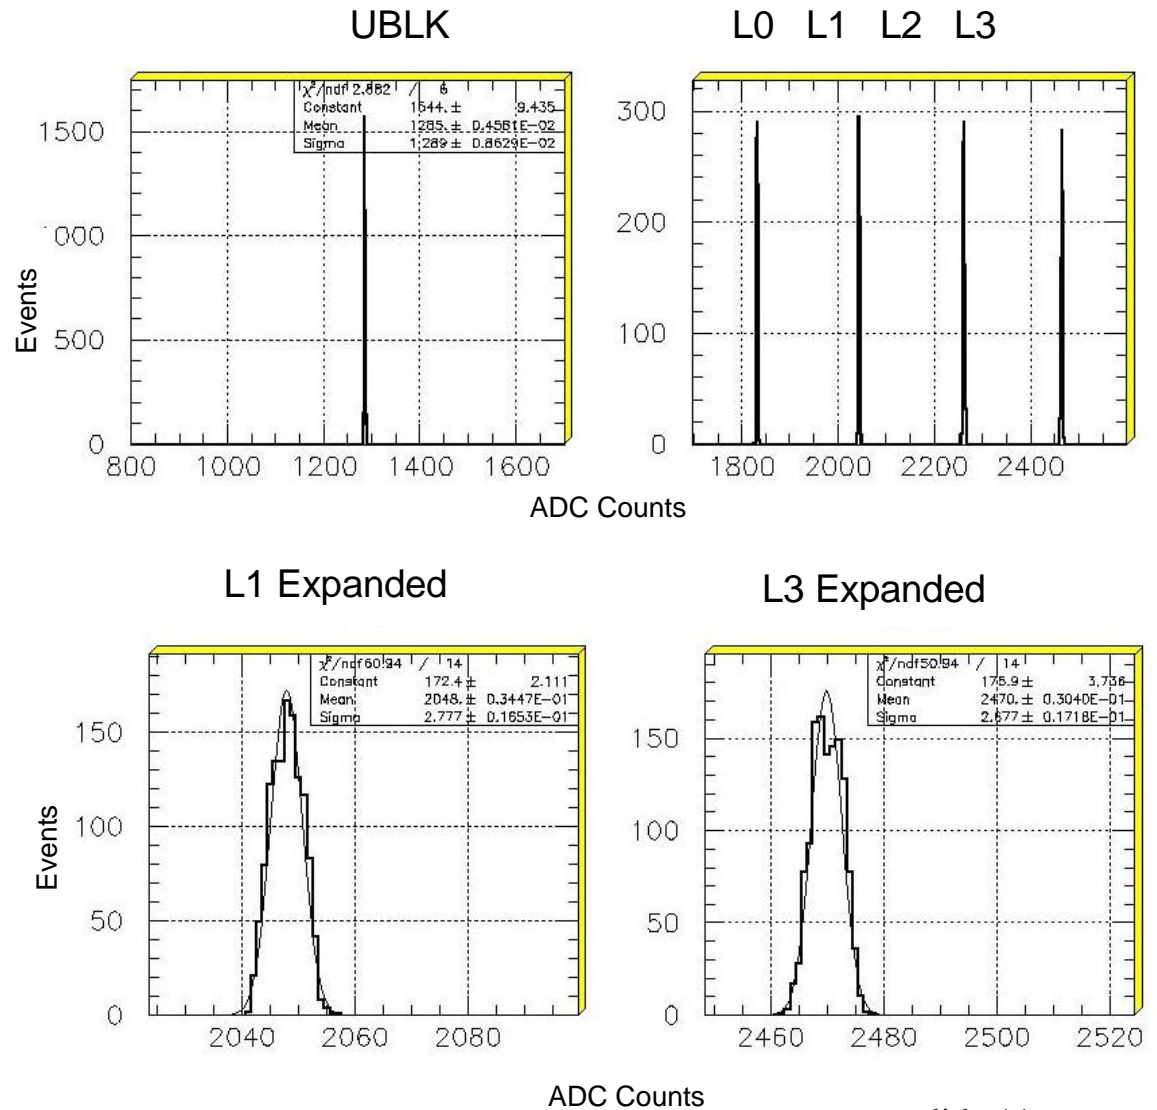 UBLK
L0 L1 L2 L3
χ²/ndf 2.882 / 6
Constant 1544. ± 9.435
Mean 1285. ± 0.4581E-02
Sigma 1.289 ± 0.8629E-02
1500
000
500
0
Events
800 1000 1200 1400 1600
300
200
100
0
1800 2000 2200 2400
ADC Counts
L1 Expanded
L3 Expanded
χ²/ndf 60.94 / 14
Constant 172.4 ± 2.111
Mean 2048. ± 0.3447E-01
Sigma 2.777 ± 0.1653E-01
150
100
50
0
Events
2040 2060 2080
χ²/ndf 50.94 / 14
Constant 175.9 ± 3.736
Mean 2470. ± 0.3040E-01
Sigma 2.677 ± 0.1718E-01
150
100
50
0
2460 2480 2500 2520
ADC Counts